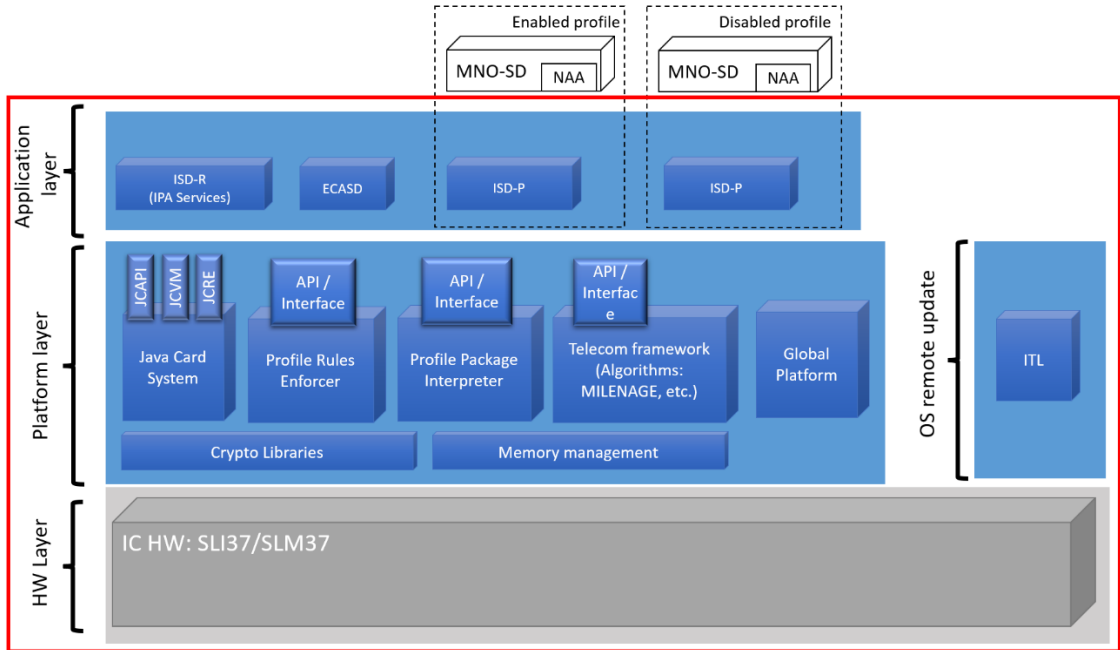 Enabled profile
Disabled profile
MNO-SD
NAA
MNO-SD
NAA
Application
layer
ISD-R
(IPA Services)
ECASD
ISD-P
ISD-P
Platform layer
JCAPI
JCVM
JCRE
API /
Interface
API /
Interface
API /
Interfac
e
Java Card
System
Profile Rules
Enforcer
Profile Package
Interpreter
Telecom framework
(Algorithms:
MILENAGE, etc.)
Global
Platform
Crypto Libraries
Memory management
OS remote update
ITL
HW Layer
IC HW: SLI37/SLM37